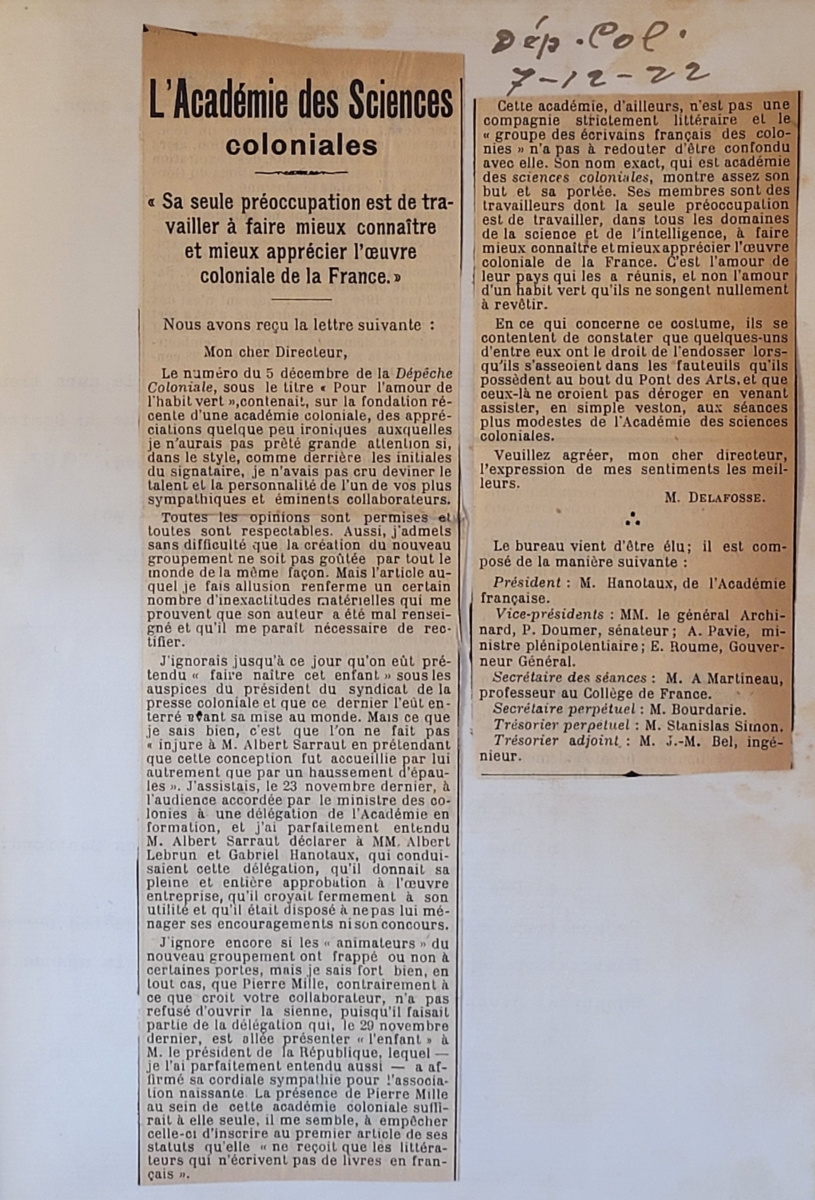 L'Académie des Sciences
coloniales
« Sa seule préoccupation est de tra-
vailler à faire mieux connaître
et mieux apprécier l'œuvre
coloniale de la France. »
Nous avons reçu la lettre suivante :
Mon cher Directeur,
Le numéro du 5 décembre de la Dépêche
Coloniale, sous le titre « Pour l'amour de
l'habit vert », contenait, sur la fondation ré-
cente d'une académie coloniale, des appré-
ciations quelque peu ironiques auxquelles
je n'aurais pas prêté grande attention si,
dans le style, comme derrière les initiales
du signataire, je n'avais pas cru deviner le
talent et la personnalité de l'un de vos plus
sympathiques et éminents collaborateurs.
Toutes les opinions sont permises et
toutes sont respectables. Aussi, j'admets
sans difficulté que la création du nouveau
groupement ne soit pas goûtée par tout le
monde de la même façon. Mais l'article au-
quel je fais allusion renferme un certain
nombre d'inexactitudes matérielles qui me
prouvent que son auteur a été mal rensei-
gné et qu'il me paraît nécessaire de rec-
tifier.
J'ignorais jusqu'à ce jour qu'on eût pré-
tendu « faire naître cet enfant » sous les
auspices du président du syndicat de la
presse coloniale et que ce dernier l'eût en-
terré avant sa mise au monde. Mais ce que
je sais bien, c'est que l'on ne fait pas
« injure à M. Albert Sarraut en prétendant
que cette conception fut accueillie par lui
autrement que par un haussement d'épau-
les ». J'assistais, le 23 novembre dernier, à
l'audience accordée par le ministre des co-
lonies à une délégation de l'Académie en
formation, et j'ai parfaitement entendu
M. Albert Sarraut déclarer à MM. Albert
Lebrun et Gabriel Hanotaux, qui condui-
saient cette délégation, qu'il donnait sa
pleine et entière approbation à l'œuvre
entreprise, qu'il croyait fermement à son
utilité et qu'il était disposé à ne pas lui mé-
nager ses encouragements ni son concours.
J'ignore encore si les « animateurs » du
nouveau groupement ont frappé ou non à
certaines portes, mais je sais fort bien, en
tout cas, que Pierre Mille, contrairement à
ce que croit votre collaborateur, n'a pas
refusé d'ouvrir la sienne, puisqu'il faisait
partie de la délégation qui, le 29 novembre
dernier, est allée présenter « l'enfant » à
M. le président de la République, lequel —
je l'ai parfaitement entendu aussi — a af-
firmé sa cordiale sympathie pour l'associa-
tion naissante. La présence de Pierre Mille
au sein de cette académie coloniale suffi-
rait à elle seule, il me semble, à empêcher
celle-ci d'inscrire au premier article de ses
statuts qu'elle « ne reçoit que les littéra-
teurs qui n'écrivent pas de livres en fran-
çais ».
Dép. Col.
7-12-22
Cette académie, d'ailleurs, n'est pas une
compagnie strictement littéraire et le
« groupe des écrivains français des colo-
nies » n'a pas à redouter d'être confondu
avec elle. Son nom exact, qui est académie
des sciences coloniales, montre assez son
but et sa portée. Ses membres sont des
travailleurs dont la seule préoccupation
est de travailler, dans tous les domaines
de la science et de l'intelligence, à faire
mieux connaître et mieux apprécier l'œuvre
coloniale de la France. C'est l'amour de
leur pays qui les a réunis, et non l'amour
d'un habit vert qu'ils ne songent nullement
à revêtir.
En ce qui concerne ce costume, ils se
contentent de constater que quelques-uns
d'entre eux ont le droit de l'endosser lors-
qu'ils s'asseoient dans les fauteuils qu'ils
possèdent au bout du Pont des Arts, et que
ceux-là ne croient pas déroger en venant
assister, en simple veston, aux séances
plus modestes de l'Académie des sciences
coloniales.
Veuillez agréer, mon cher directeur,
l'expression de mes sentiments les meil-
leurs.
M. DELAFOSSE.
Le bureau vient d'être élu; il est com-
posé de la manière suivante :
Président : M. Hanotaux, de l'Académie
française.
Vice-présidents : MM. le général Archi-
nard, P. Doumer, sénateur; A. Pavie, mi-
nistre plénipotentiaire; E. Roume, Gouver-
neur Général.
Secrétaire des séances : M. A Martineau,
professeur au Collège de France.
Secrétaire perpétuel : M. Bourdarie.
Trésorier perpétuel : M. Stanislas Simon.
Trésorier adjoint : M. J.-M. Bel, ingé-
nieur.